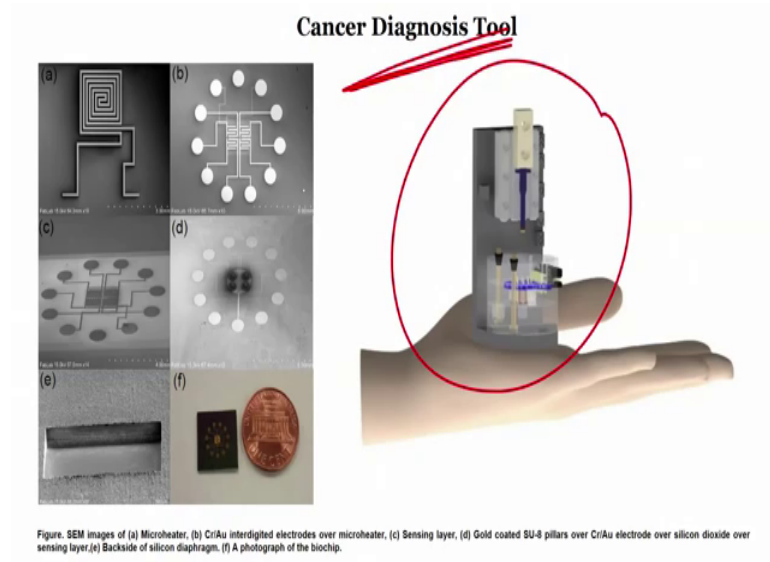 Cancer Diagnosis Tool
(a)
(b)
(c)
(d)
(e)
(f)
Figure. SEM images of (a) Microheater, (b) Cr/Au interdigited electrodes over microheater, (c) Sensing layer, (d) Gold coated SU-8 pillars over Cr/Au electrode over silicon dioxide over
sensing layer,(e) Backside of silicon diaphragm. (f) A photograph of the biochip.